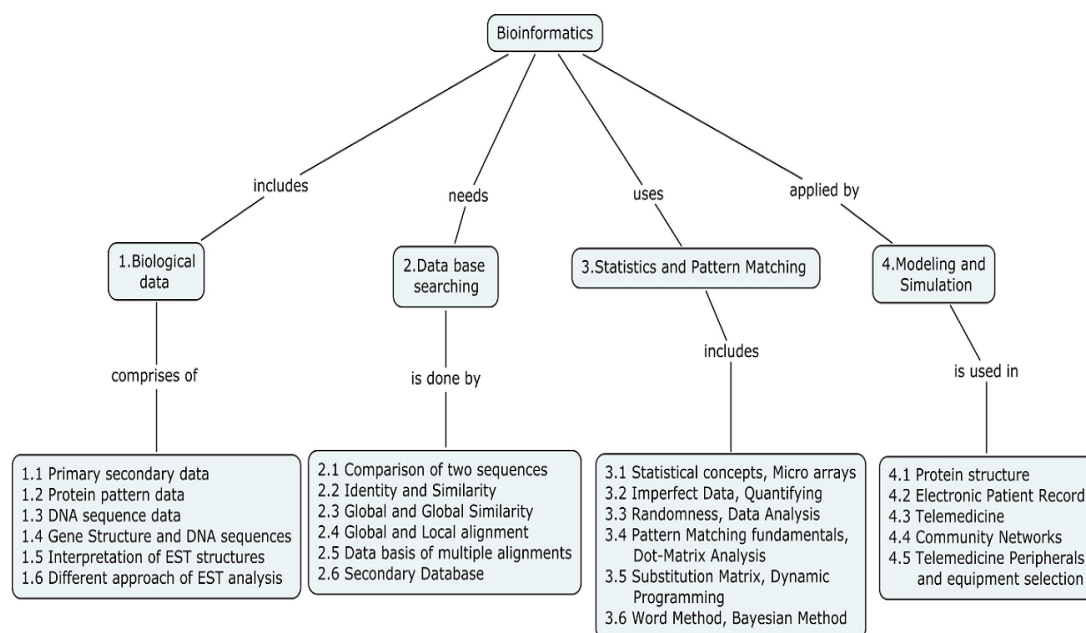 Bioinformatics
includes
needs
uses
applied by
1.Biological
data
2.Data base
searching
3.Statistics and Pattern Matching
4.Modeling and
Simulation
comprises of
is done by
includes
is used in
1.1 Primary secondary data
1.2 Protein pattern data
1.3 DNA sequence data
1.4 Gene Structure and DNA sequences
1.5 Interpretation of EST structures
1.6 Different approach of EST analysis
2.1 Comparison of two sequences
2.2 Identity and Similarity
2.3 Global and Global Similarity
2.4 Global and Local alignment
2.5 Data basis of multiple alignments
2.6 Secondary Database
3.1 Statistical concepts, Micro arrays
3.2 Imperfect Data, Quantifying
3.3 Randomness, Data Analysis
3.4 Pattern Matching fundamentals,
Dot-Matrix Analysis
3.5 Substitution Matrix, Dynamic
Programming
3.6 Word Method, Bayesian Method
4.1 Protein structure
4.2 Electronic Patient Record
4.3 Telemedicine
4.4 Community Networks
4.5 Telemedicine Peripherals
and equipment selection